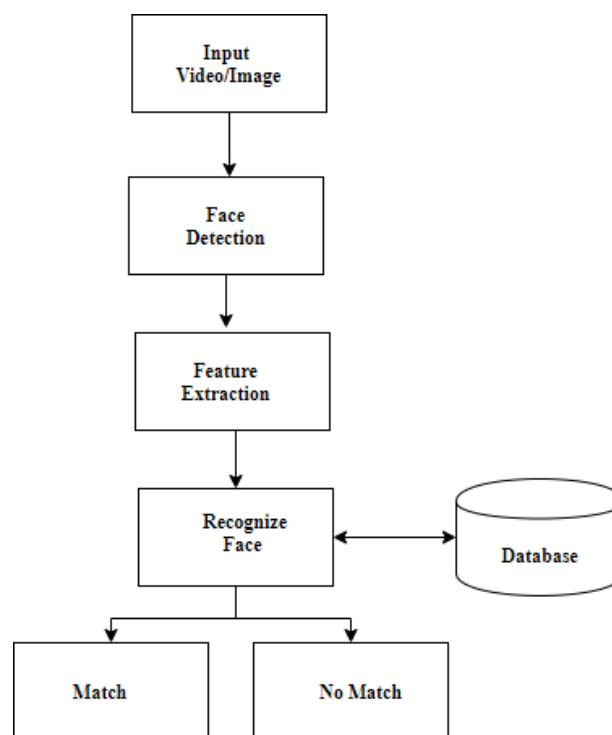 Input
Video/Image
Face
Detection
Feature
Extraction
Recognize
Face
Database
Match
No Match